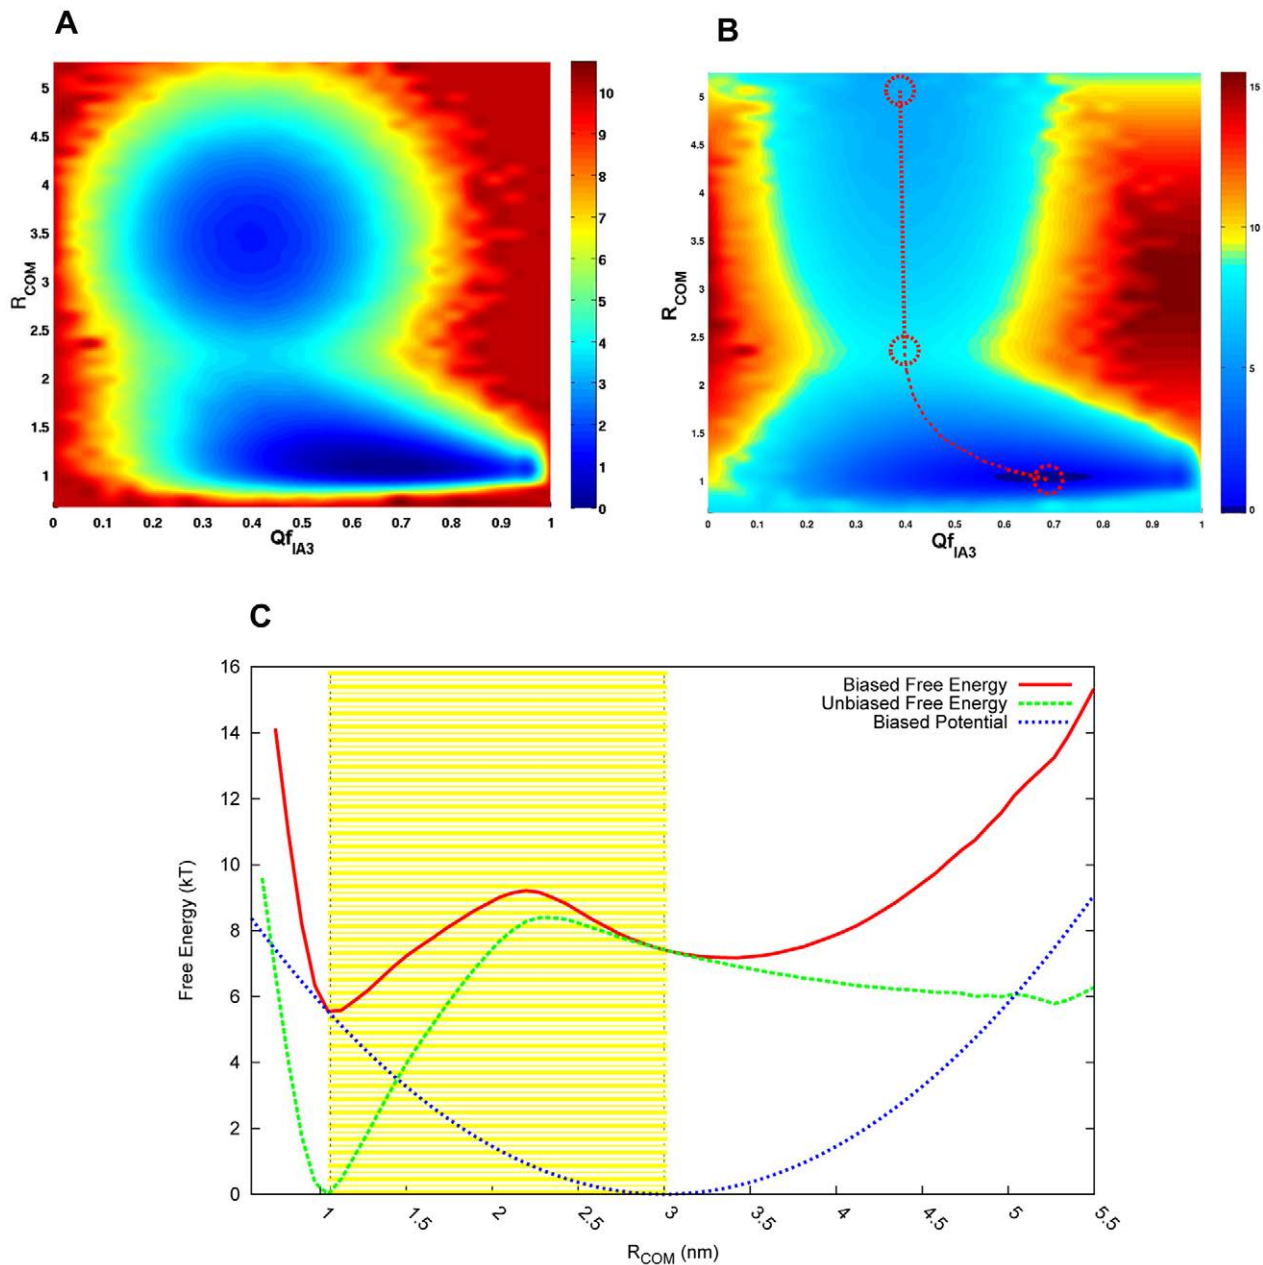 A
5
4.5
4
3.5
3
2.5
2
1.5
1
R_COM
0 0.1 0.2 0.3 0.4 0.5 0.6 0.7 0.8 0.9 1
Qf_IA3
10
9
8
7
6
5
4
3
2
1
0
B
5
4.5
4
3.5
3
2.5
2
1.5
1
R_COM
0 0.1 0.2 0.3 0.4 0.5 0.6 0.7 0.8 0.9 1
Qf_IA3
15
10
5
0
C
16
14
12
10
8
6
4
2
0
Free Energy (kT)
Biased Free Energy
Unbiased Free Energy
Biased Potential
1 1.5 2 2.5 3 3.5 4 4.5 5 5.5
R_COM (nm)